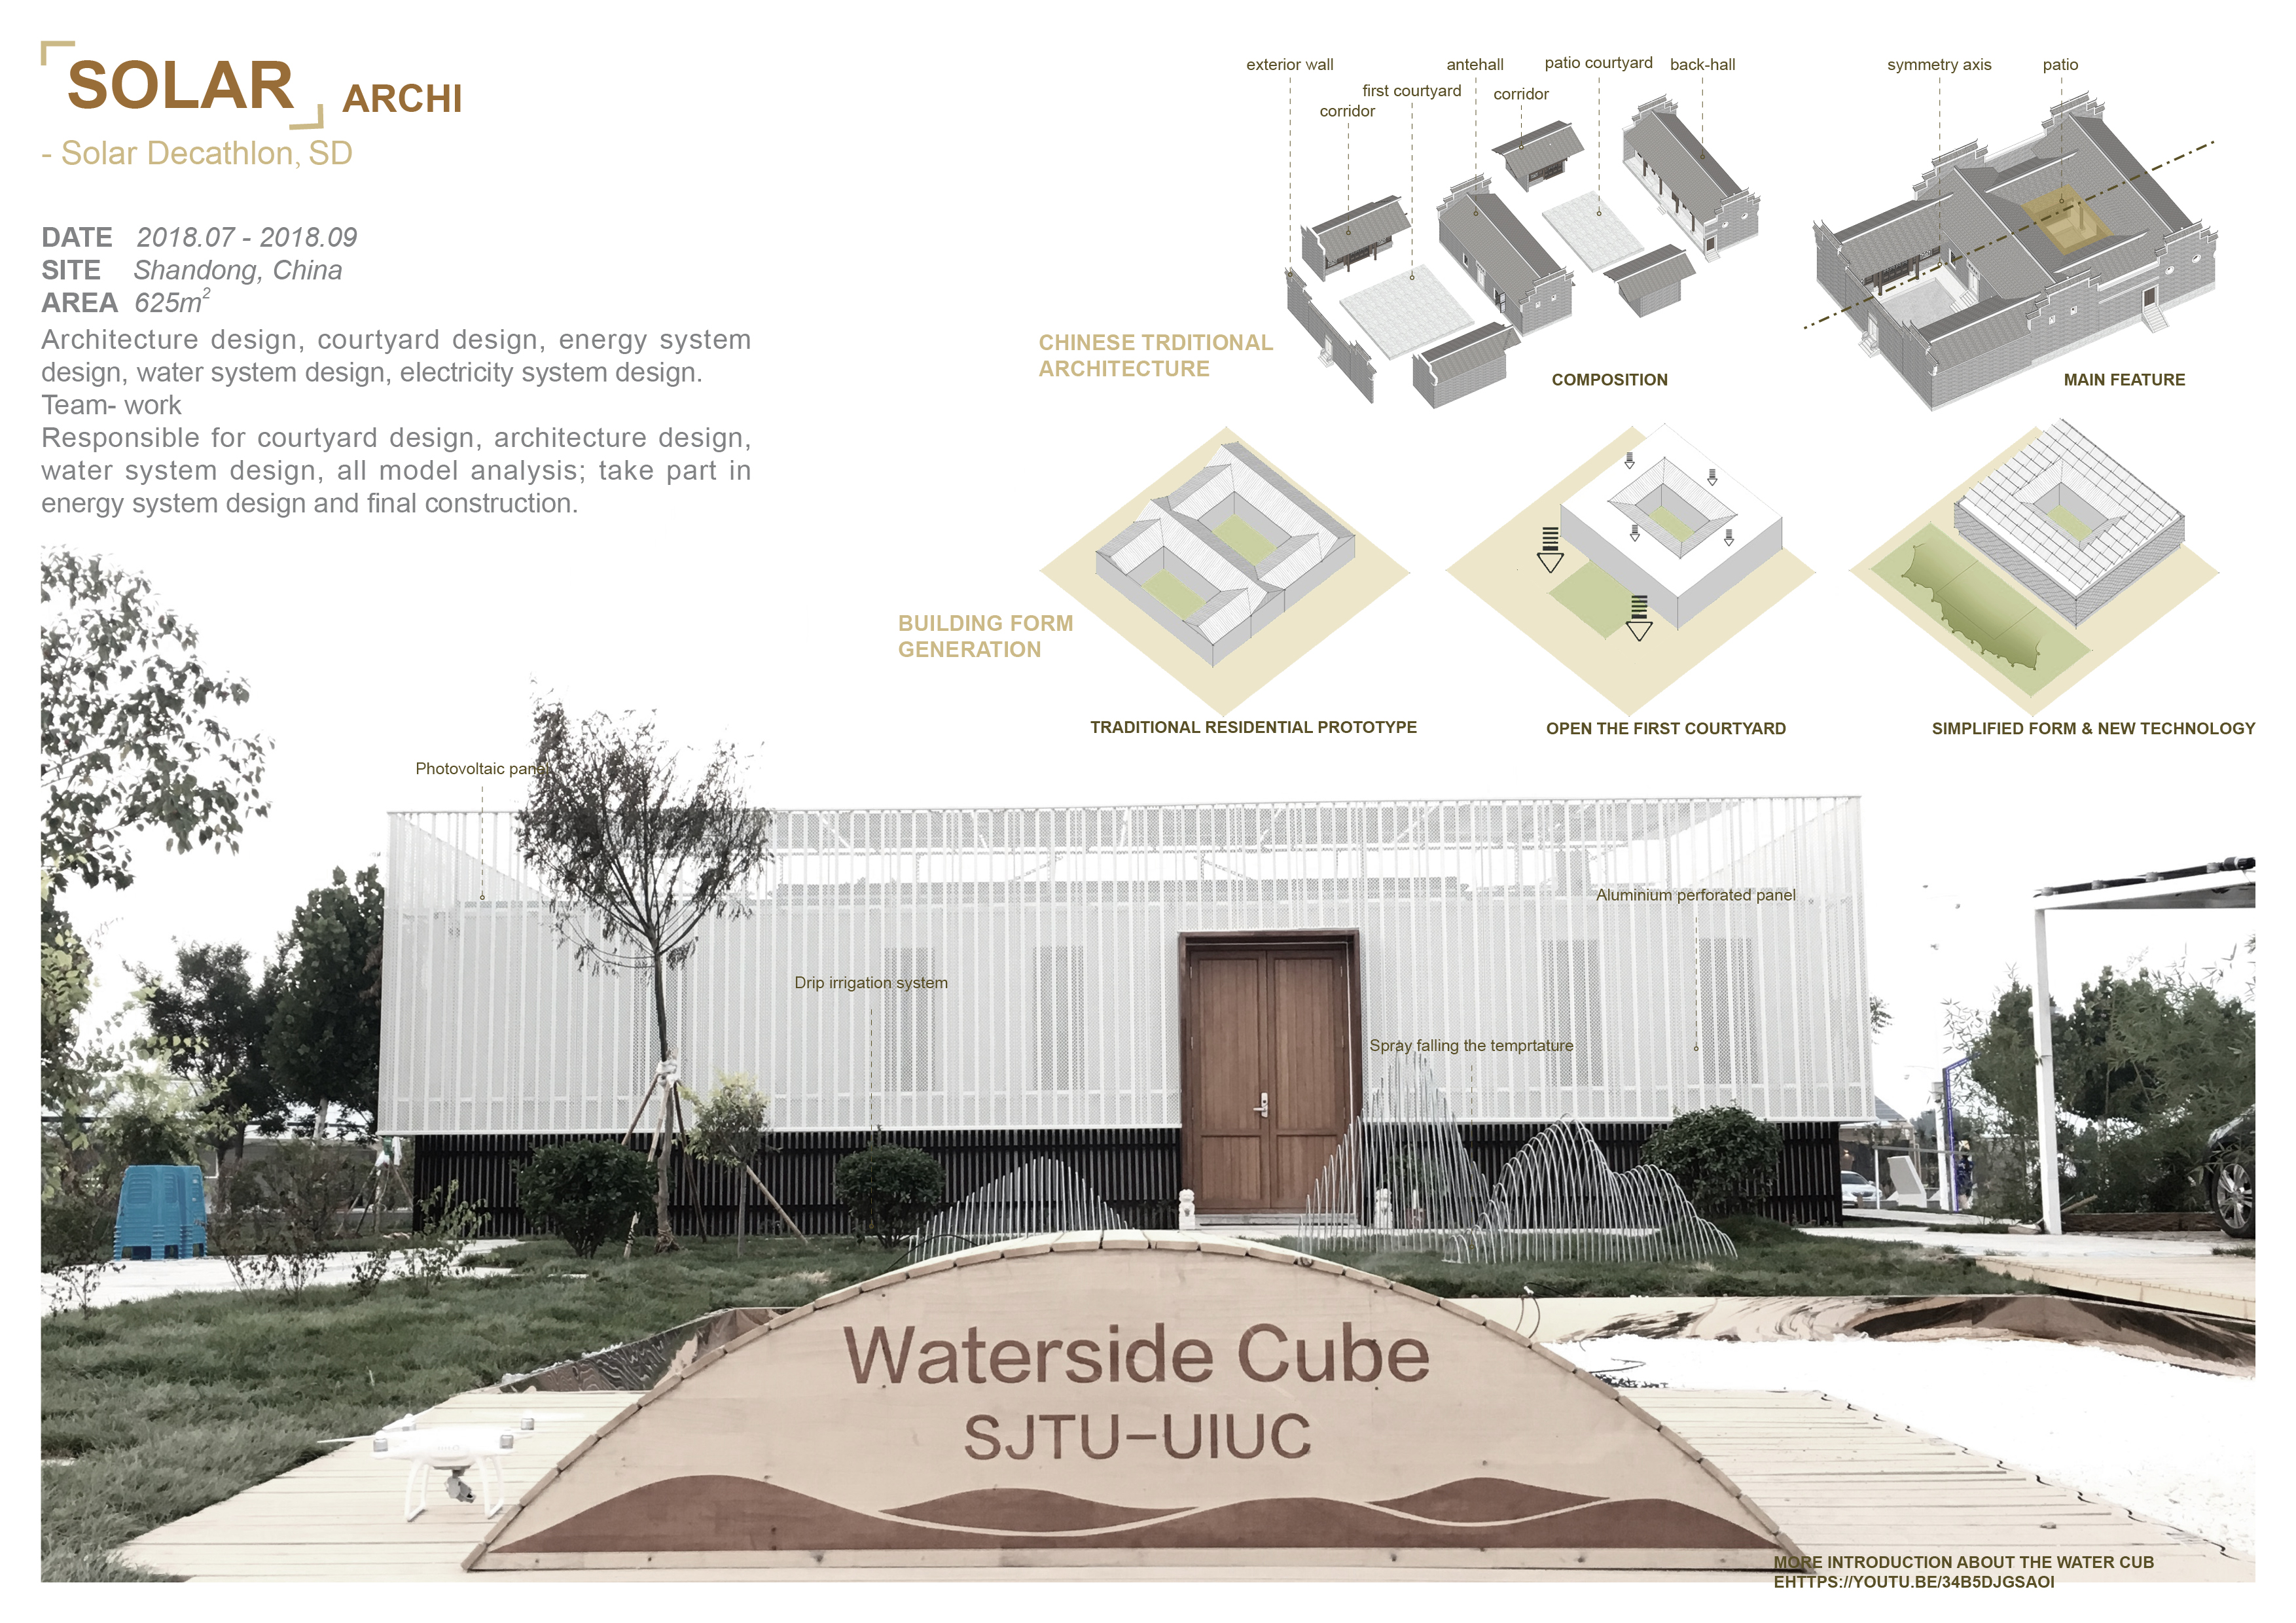 SOLAR ARCHI
- Solar Decathlon, SD
DATE 2018.07 - 2018.09
SITE Shandong, China
AREA 625m²
Architecture design, courtyard design, energy system
design, water system design, electricity system design.
Team- work
Responsible for courtyard design, architecture design,
water system design, all model analysis; take part in
energy system design and final construction.
exterior wall
corridor
first courtyard
antehall
corridor
patio courtyard
back-hall
symmetry axis
patio
CHINESE TRDITIONAL
ARCHITECTURE
COMPOSITION
MAIN FEATURE
BUILDING FORM
GENERATION
TRADITIONAL RESIDENTIAL PROTOTYPE
OPEN THE FIRST COURTYARD
SIMPLIFIED FORM & NEW TECHNOLOGY
Photovoltaic panel
Aluminium perforated panel
Drip irrigation system
Spray falling the temprtature
Waterside Cube
SJTU-UIUC
MORE INTRODUCTION ABOUT THE WATER CUB
EHTTPS://YOUTU.BE/34B5DJGSAOI